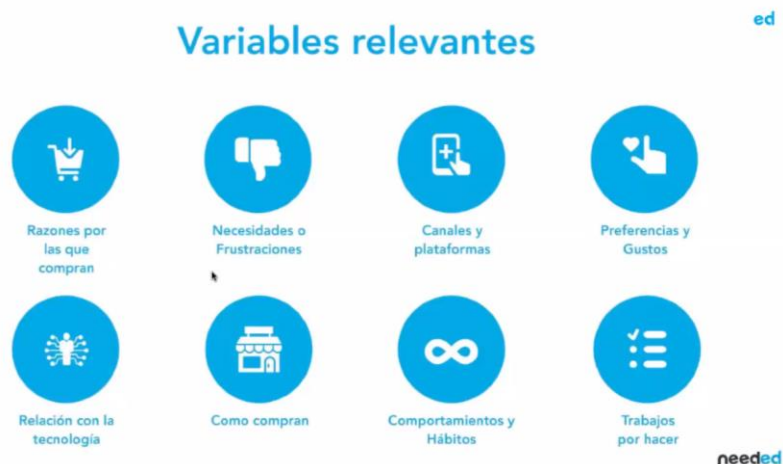 ed
Variables relevantes
Razones por
las que
compran
Necesidades o
Frustraciones
Canales y
plataformas
Preferencias y
Gustos
Relación con la
tecnología
Como compran
Comportamientos y
Hábitos
Trabajos
por hacer
needed